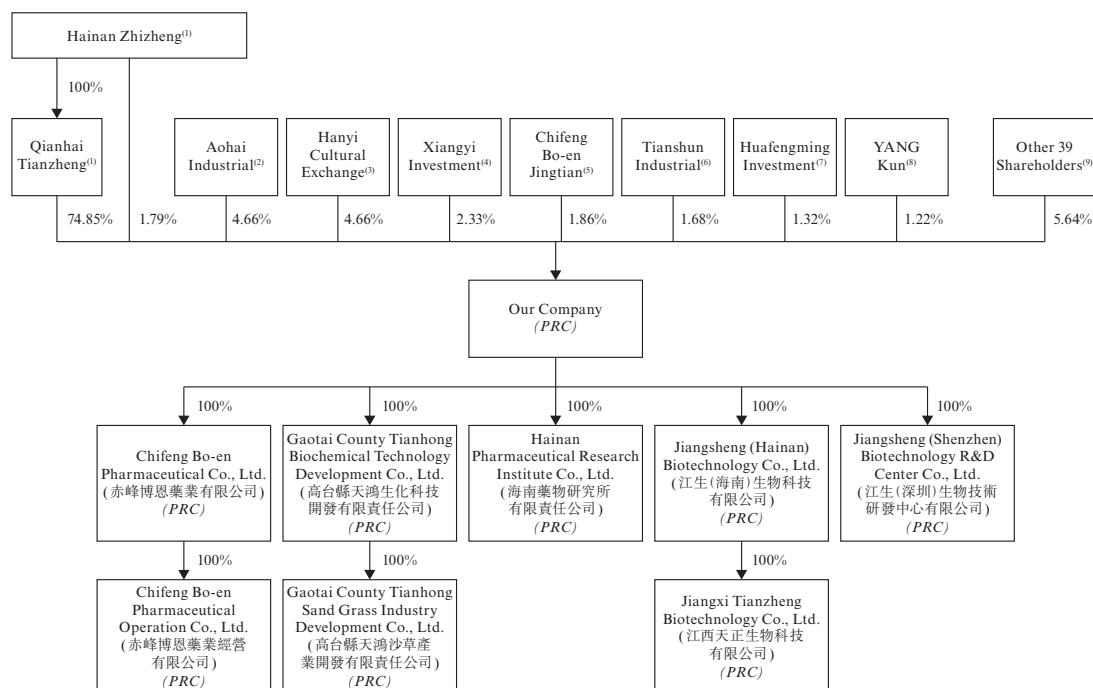 Hainan Zhizheng(1)
100%
Qianhai
Tianzheng(1)
Aohai
Industrial(2)
Hanyi
Cultural
Exchange(3)
Xiangyi
Investment(4)
Chifeng
Bo-en
Jingtian(5)
Tianshun
Industrial(6)
Huafengming
Investment(7)
YANG
Kun(8)
Other 39
Shareholders(9)
74.85%
1.79%
4.66%
4.66%
2.33%
1.86%
1.68%
1.32%
1.22%
5.64%
Our Company
(PRC)
100%
100%
100%
100%
100%
Chifeng Bo-en
Pharmaceutical Co., Ltd.
(赤峰博恩藥業有限公司)
(PRC)
Gaotai County Tianhong
Biochemical Technology
Development Co., Ltd.
(高台縣天鴻生化科技
開發有限責任公司)
(PRC)
Hainan
Pharmaceutical Research
Institute Co., Ltd.
(海南藥物研究所
有限責任公司)
(PRC)
Jiangsheng (Hainan)
Biotechnology Co., Ltd.
(江生(海南)生物科技
有限公司)
(PRC)
Jiangsheng (Shenzhen)
Biotechnology R&D
Center Co., Ltd.
(江生(深圳)生物技術
研發中心有限公司)
(PRC)
100%
100%
100%
Chifeng Bo-en
Pharmaceutical
Operation Co., Ltd.
(赤峰博恩藥業經營
有限公司)
(PRC)
Gaotai County Tianhong
Sand Grass Industry
Development Co., Ltd.
(高台縣天鴻沙草產
業開發有限責任公司)
(PRC)
Jiangxi Tianzheng
Biotechnology Co., Ltd.
(江西天正生物科技
有限公司)
(PRC)